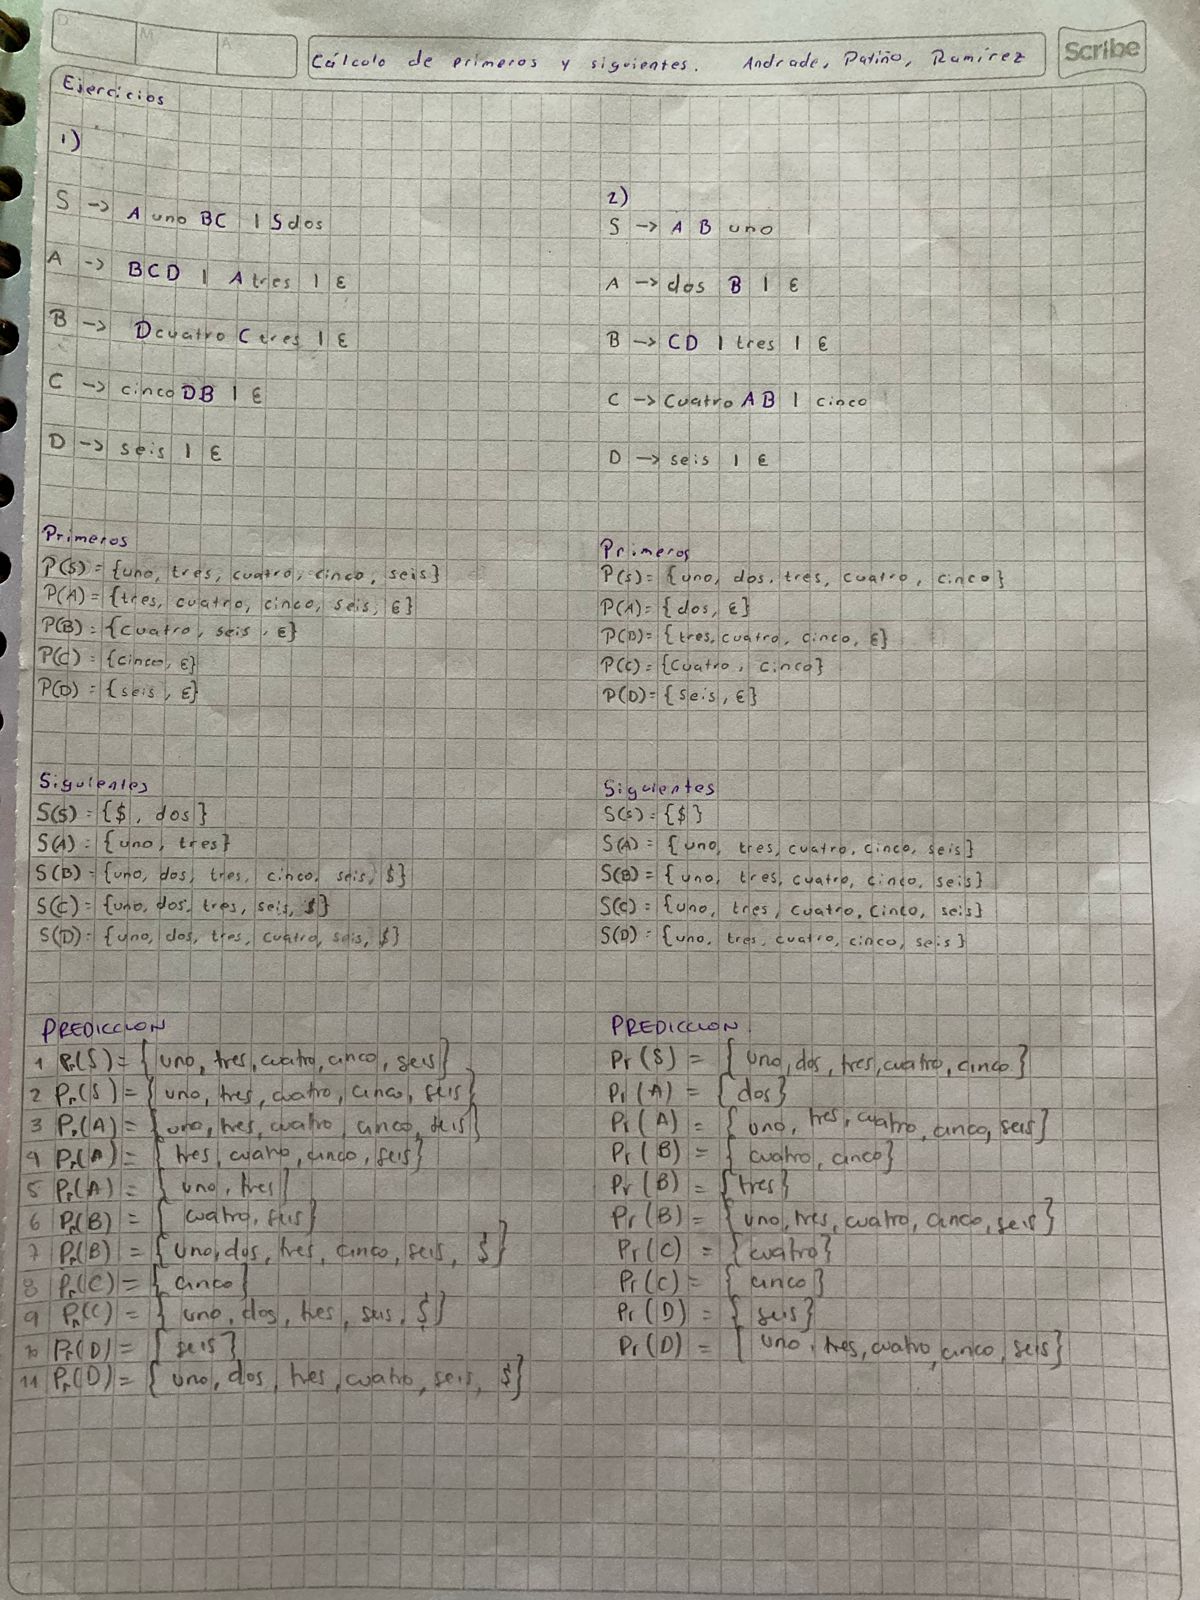 D M A
Cálculo de primeros y siguientes. Andrade, Patiño, Ramírez
Scribe
Ejercicios
1)
S -> A uno BC | S dos
A -> BCD | A tres | ε
B -> D cuatro C tres | ε
C -> cinco DB | ε
D -> seis | ε
Primeros
P(S) = {uno, tres, cuatro, cinco, seis}
P(A) = {tres, cuatro, cinco, seis, ε}
P(B) = {cuatro, seis, ε}
P(C) = {cinco, ε}
P(D) = {seis, ε}
Siguientes
S(S) = {$, dos}
S(A) = {uno, tres}
S(B) = {uno, dos, tres, cinco, seis, $}
S(C) = {uno, dos, tres, seis, $}
S(D) = {uno, dos, tres, cuatro, seis, $}
PREDICCION
1 Pr(S) = {uno, tres, cuatro, cinco, seis}
2 Pr(S) = {uno, tres, cuatro, cinco, seis}
3 Pr(A) = {uno, tres, cuatro, cinco, seis}
4 Pr(A) = {tres, cuatro, cinco, seis}
5 Pr(A) = {uno, tres}
6 Pr(B) = {cuatro, seis}
7 Pr(B) = {uno, dos, tres, cinco, seis, $}
8 Pr(C) = {cinco}
9 Pr(C) = {uno, dos, tres, seis, $}
10 Pr(D) = {seis}
11 Pr(D) = {uno, dos, tres, cuatro, seis, $}
2)
S -> A B uno
A -> dos B | ε
B -> CD | tres | ε
C -> Cuatro AB | cinco
D -> seis | ε
Primeros
P(S) = {uno, dos, tres, cuatro, cinco}
P(A) = {dos, ε}
P(B) = {tres, cuatro, cinco, ε}
P(C) = {cuatro, cinco}
P(D) = {seis, ε}
Siguientes
S(S) = {$}
S(A) = {uno, tres, cuatro, cinco, seis}
S(B) = {uno, tres, cuatro, cinco, seis}
S(C) = {uno, tres, cuatro, cinco, seis}
S(D) = {uno, tres, cuatro, cinco, seis}
PREDICCION.
Pr(S) = {uno, dos, tres, cuatro, cinco}
Pr(A) = {dos}
Pr(A) = {uno, tres, cuatro, cinco, seis}
Pr(B) = {cuatro, cinco}
Pr(B) = {tres}
Pr(B) = {uno, tres, cuatro, cinco, seis}
Pr(C) = {cuatro}
Pr(C) = {cinco}
Pr(D) = {seis}
Pr(D) = {uno, tres, cuatro, cinco, seis}